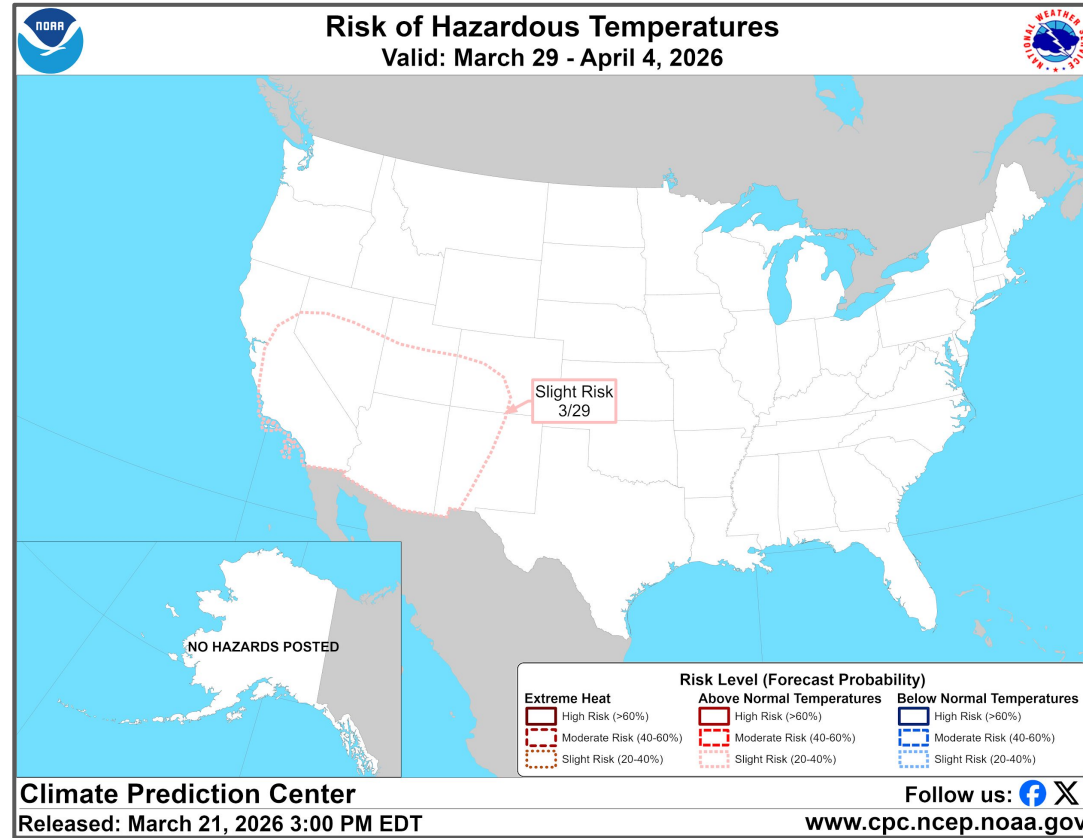 NOAA
Risk of Hazardous Temperatures
Valid: March 29 - April 4, 2026
NATIONAL WEATHER SERVICE
Slight Risk
3/29
NO HAZARDS POSTED
Risk Level (Forecast Probability)
Extreme Heat
High Risk (>60%)
Moderate Risk (40-60%)
Slight Risk (20-40%)
Above Normal Temperatures
High Risk (>60%)
Moderate Risk (40-60%)
Slight Risk (20-40%)
Below Normal Temperatures
High Risk (>60%)
Moderate Risk (40-60%)
Slight Risk (20-40%)
Climate Prediction Center
Follow us:
Released: March 21, 2026 3:00 PM EDT
www.cpc.ncep.noaa.gov